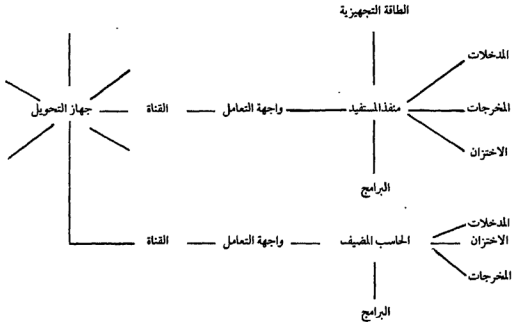 الطاقة التجهيزية
المدخلات
جهاز التحويل القناة واجهة التعامل منفذ المستفيد المخرجات
الاختزان
البرامج
المدخلات
القناة واجهة التعامل الحاسب المضيف الاختزان
المخرجات
البرامج